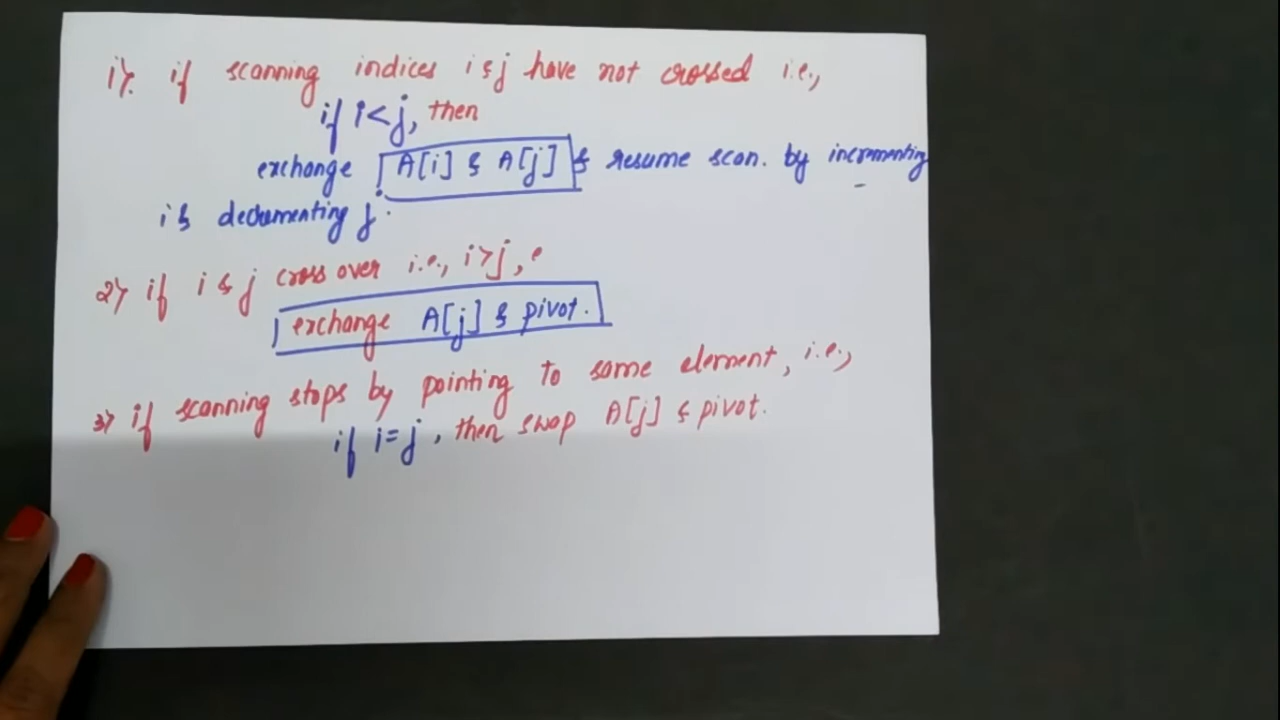 1). if scanning indices i & j have not crossed i.e.,
if i<j, then
exchange A[i] & A[j] & resume scan. by incrementing
i & decrementing j.
2) if i & j cross over i.e., i>j, e
exchange A[j] & pivot.
3) if scanning stops by pointing to same element, i.e.,
if i=j, then swap A[j] & pivot.